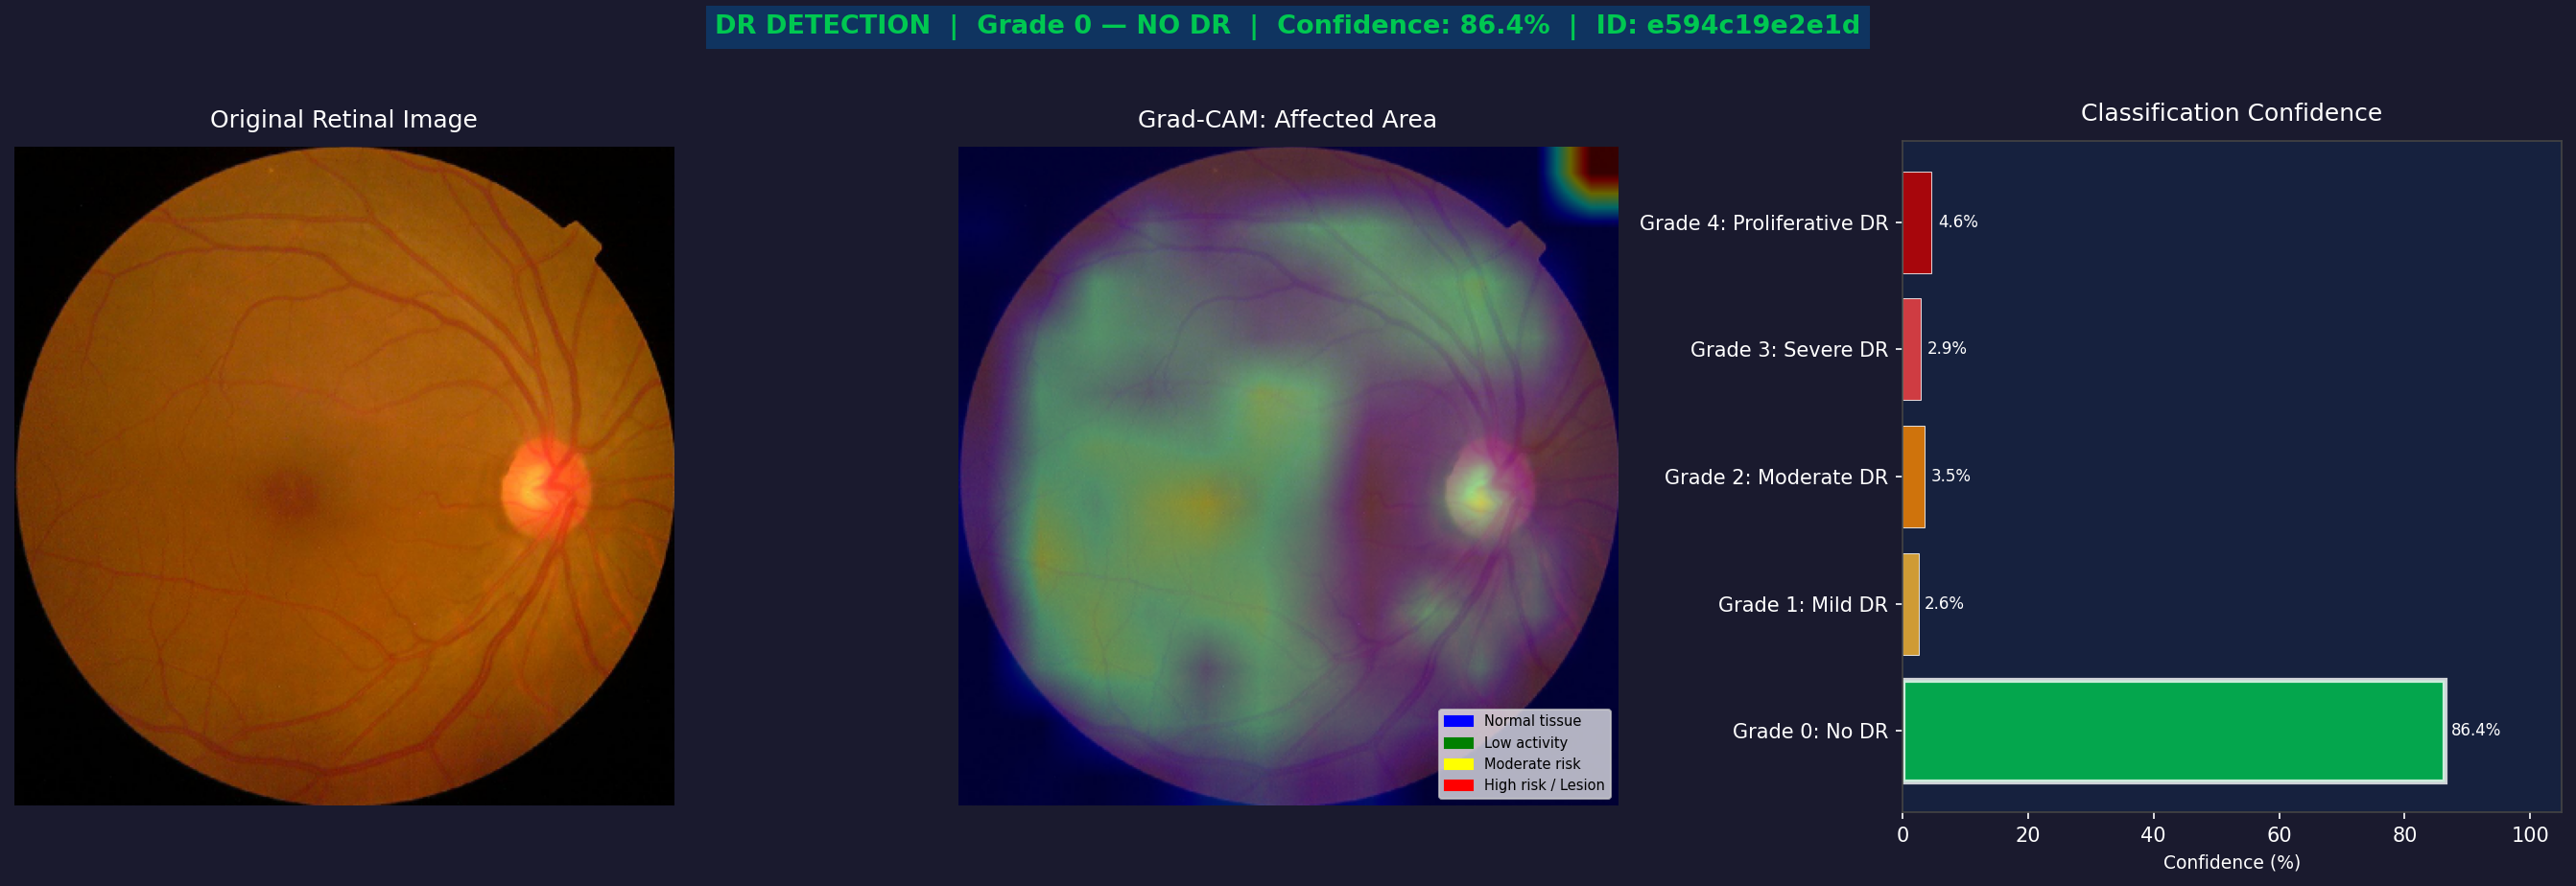 DR DETECTION | Grade 0 — NO DR | Confidence: 86.4% | ID: e594c19e2e1d
Original Retinal Image
Grad-CAM: Affected Area
Normal tissue
Low activity
Moderate risk
High risk / Lesion
Classification Confidence
Grade 4: Proliferative DR
4.6%
Grade 3: Severe DR
2.9%
Grade 2: Moderate DR
3.5%
Grade 1: Mild DR
2.6%
Grade 0: No DR
86.4%
0 20 40 60 80 100
Confidence (%)